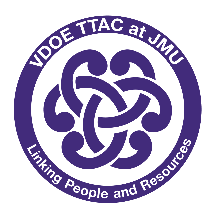 VDOE TTAC at JMU
Linking People and Resources